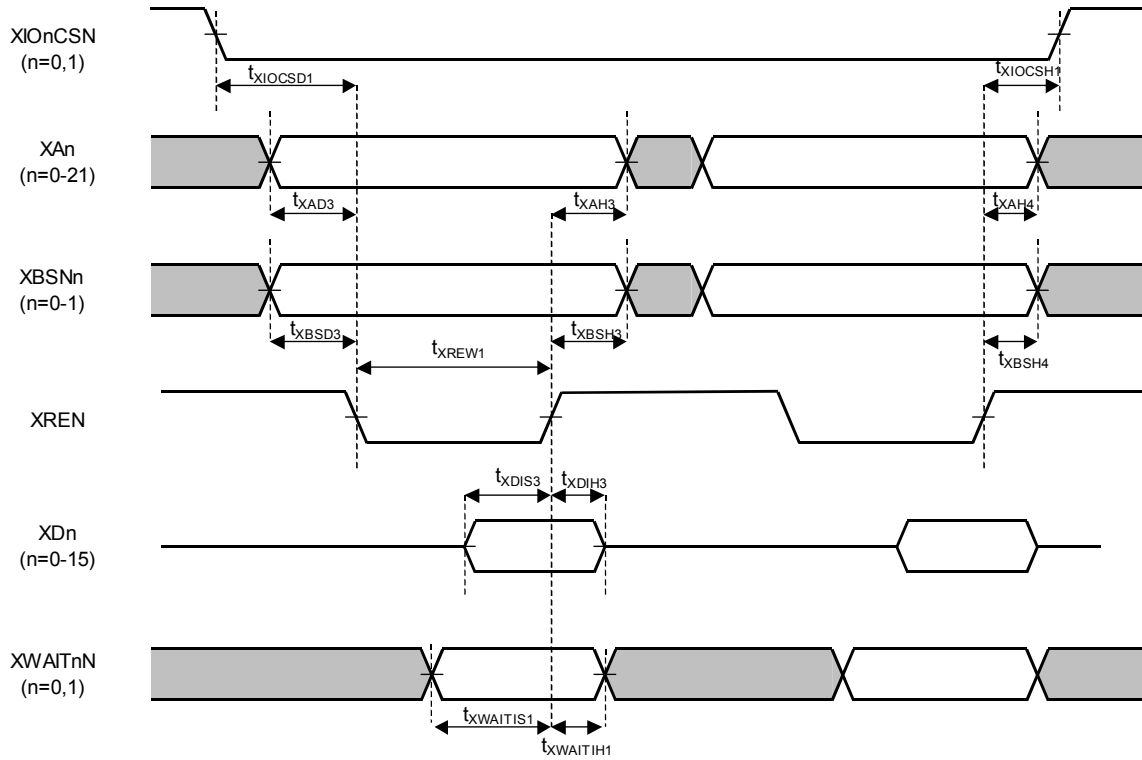 XIOnCSN
(n=0,1)
tXIOCSD1
tXIOCSH1
XAn
(n=0-21)
tXAD3
tXAH3
tXAH4
XBSNn
(n=0-1)
tXBSD3
tXREW1
tXBSH3
tXBSH4
XREN
tXDIS3
tXDIH3
XDn
(n=0-15)
XWAITnN
(n=0,1)
tXWAITIS1
tXWAITIH1